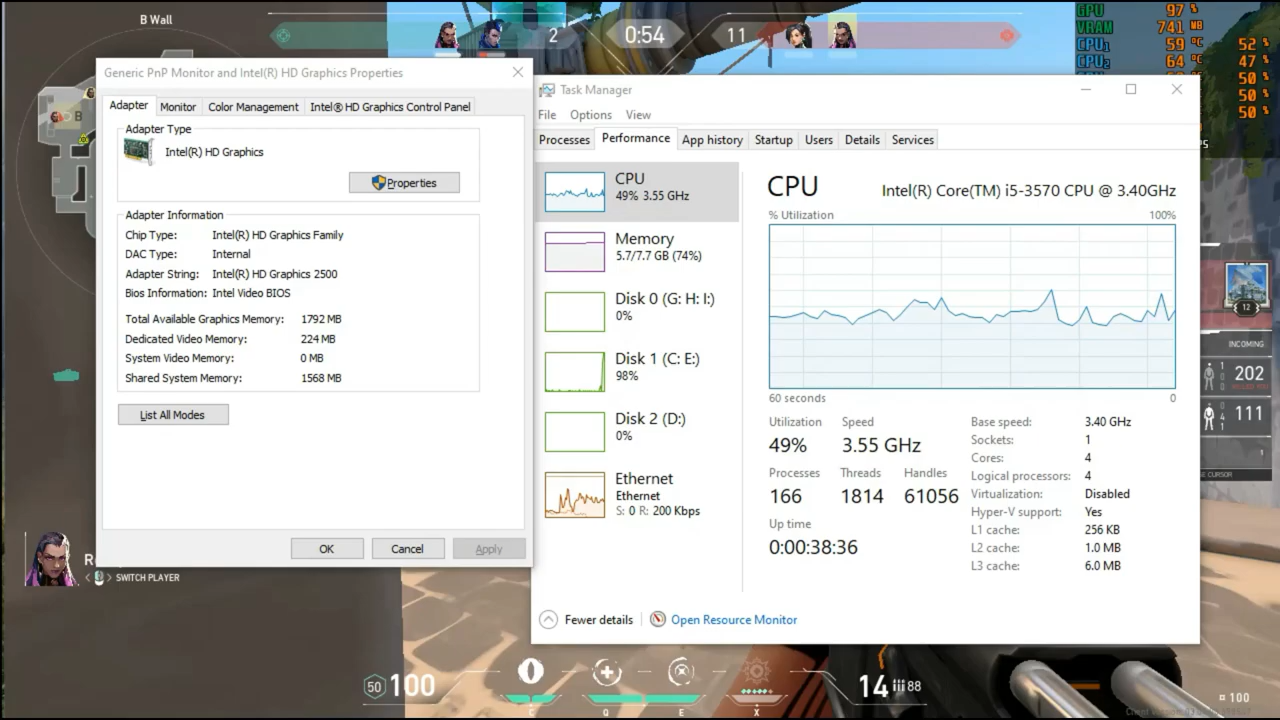 B Wall
2
0:54
11
GPU 97 %
VRAM 741 MB
CPU1 59 °C 52 %
CPU2 64 °C 47 %
50 %
50 %
50 %
Generic PnP Monitor and Intel(R) HD Graphics Properties
Adapter Monitor Color Management Intel® HD Graphics Control Panel
Adapter Type
Intel(R) HD Graphics
Properties
Adapter Information
Chip Type: Intel(R) HD Graphics Family
DAC Type: Internal
Adapter String: Intel(R) HD Graphics 2500
Bios Information: Intel Video BIOS
Total Available Graphics Memory: 1792 MB
Dedicated Video Memory: 224 MB
System Video Memory: 0 MB
Shared System Memory: 1568 MB
List All Modes
OK Cancel Apply
Task Manager
File Options View
Processes Performance App history Startup Users Details Services
CPU
49% 3.55 GHz
Memory
5.7/7.7 GB (74%)
Disk 0 (G: H: I:)
0%
Disk 1 (C: E:)
98%
Disk 2 (D:)
0%
Ethernet
Ethernet
S: 0 R: 200 Kbps
CPU Intel(R) Core(TM) i5-3570 CPU @ 3.40GHz
% Utilization 100%
60 seconds 0
Utilization Speed
49% 3.55 GHz
Processes Threads Handles
166 1814 61056
Up time
0:00:38:36
Base speed: 3.40 GHz
Sockets: 1
Cores: 4
Logical processors: 4
Virtualization: Disabled
Hyper-V support: Yes
L1 cache: 256 KB
L2 cache: 1.0 MB
L3 cache: 6.0 MB
Fewer details Open Resource Monitor
12
INCOMING
202
111
SWITCH PLAYER
50 100
C Q E X
14 88
100